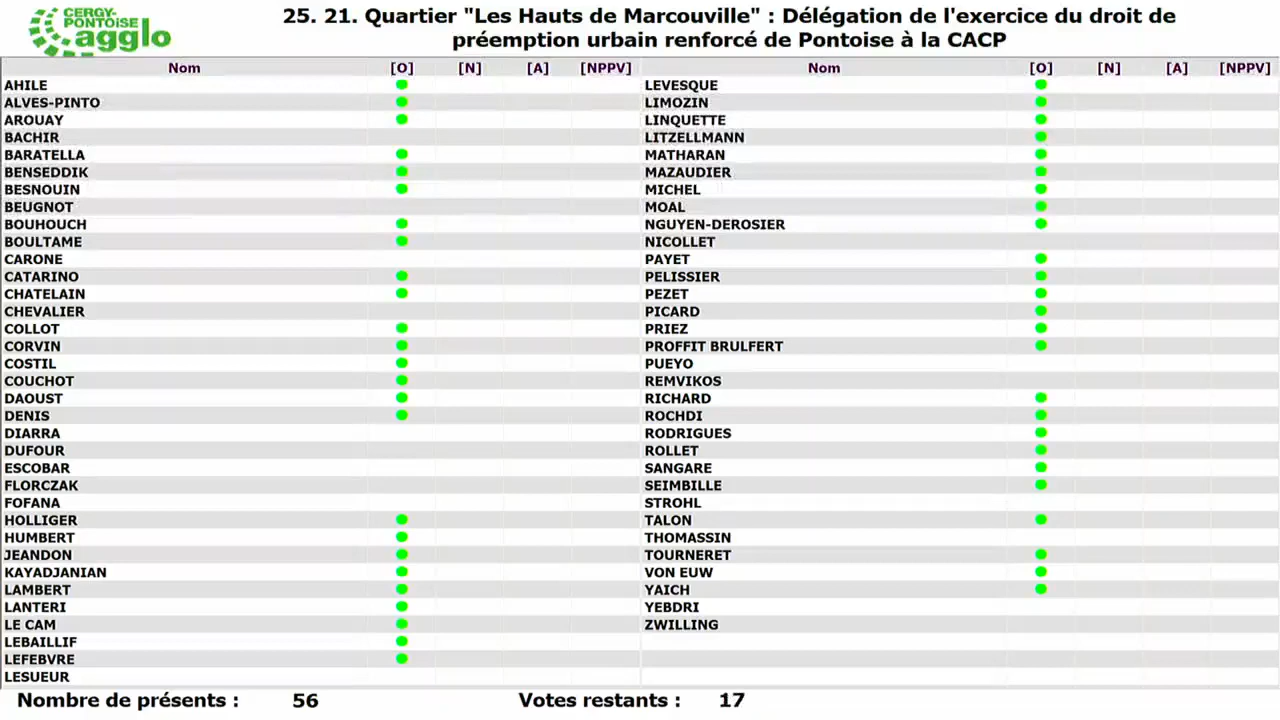 CERGY-
PONTOISE
agglo
25. 21. Quartier "Les Hauts de Marcouville" : Délégation de l'exercice du droit de
préemption urbain renforcé de Pontoise à la CACP
Nom [O] [N] [A] [NPPV] Nom [O] [N] [A] [NPPV]
AHILE LEVESQUE
ALVES-PINTO LIMOZIN
AROUAY LINQUETTE
BACHIR LITZELLMANN
BARATELLA MATHARAN
BENSEDDIK MAZAUDIER
BESNOUIN MICHEL
BEUGNOT MOAL
BOUHOUCH NGUYEN-DEROSIER
BOULTAME NICOLLET
CARONE PAYET
CATARINO PELISSIER
CHATELAIN PEZET
CHEVALIER PICARD
COLLOT PRIEZ
CORVIN PROFFIT BRULFERT
COSTIL PUEYO
COUCHOT REMVIKOS
DAOUST RICHARD
DENIS ROCHDI
DIARRA RODRIGUES
DUFOUR ROLLET
ESCOBAR SANGARE
FLORCZAK SEIMBILLE
FOFANA STROHL
HOLLIGER TALON
HUMBERT THOMASSIN
JEANDON TOURNERET
KAYADJANIAN VON EUW
LAMBERT YAICH
LANTERI YEBDRI
LE CAM ZWILLING
LEBAILLIF
LEFEBVRE
LESUEUR
Nombre de présents : 56 Votes restants : 17